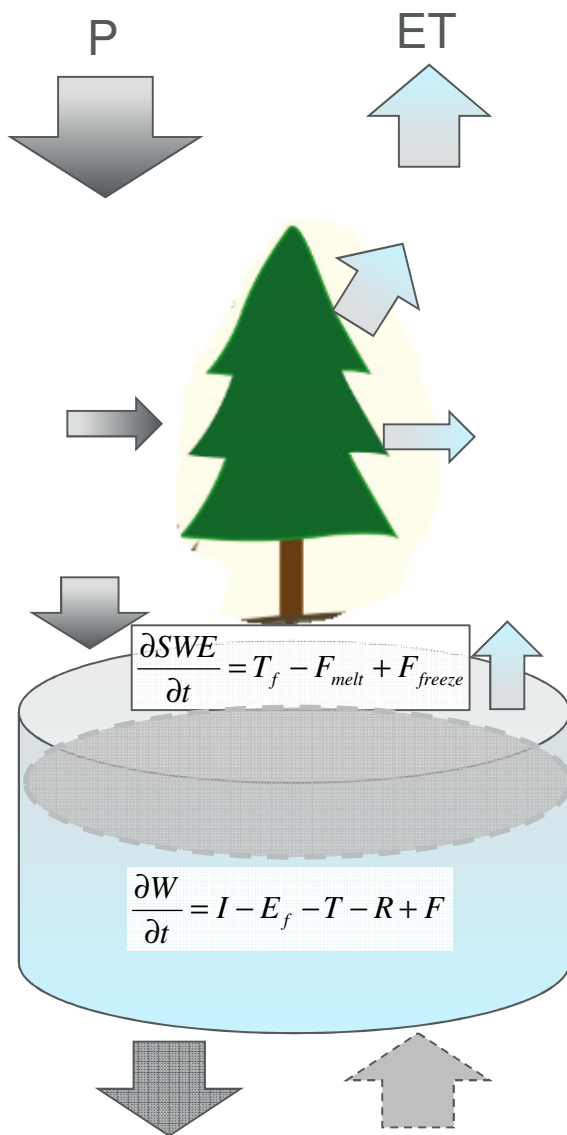 P ET
∂SWE/∂t = T_f − F_melt + F_freeze
∂W/∂t = I − E_f − T − R + F